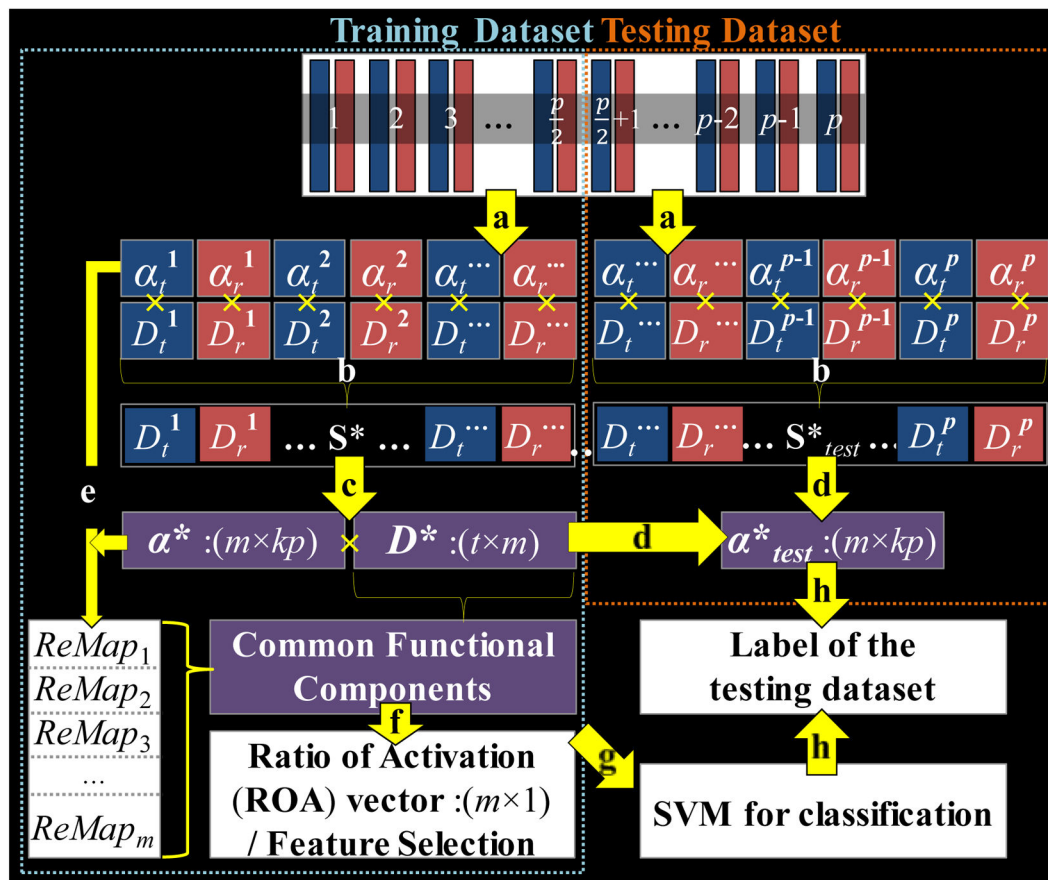 Training Dataset Testing Dataset
1 2 3 ... p/2 p/2+1 ... p-2 p-1 p
a a
α_t^1 α_r^1 α_t^2 α_r^2 α_t^... α_r^... α_t^... α_r^... α_t^p-1 α_r^p-1 α_t^p α_r^p
× × × × × × × × × × × ×
D_t^1 D_r^1 D_t^2 D_r^2 D_t^... D_r^... D_t^... D_r^... D_t^p-1 D_r^p-1 D_t^p D_r^p
b b
D_t^1 D_r^1 ... S* ... D_t^... D_r^... ... D_t^... D_r^... ... S*_test ... D_t^p D_r^p
e c d
α* :(m×kp) × D* :(t×m) d α*_test :(m×kp)
h
ReMap_1
ReMap_2
ReMap_3
...
ReMap_m
Common Functional
Components
f
Ratio of Activation
(ROA) vector :(m×1)
/ Feature Selection
g
Label of the
testing dataset
h
SVM for classification